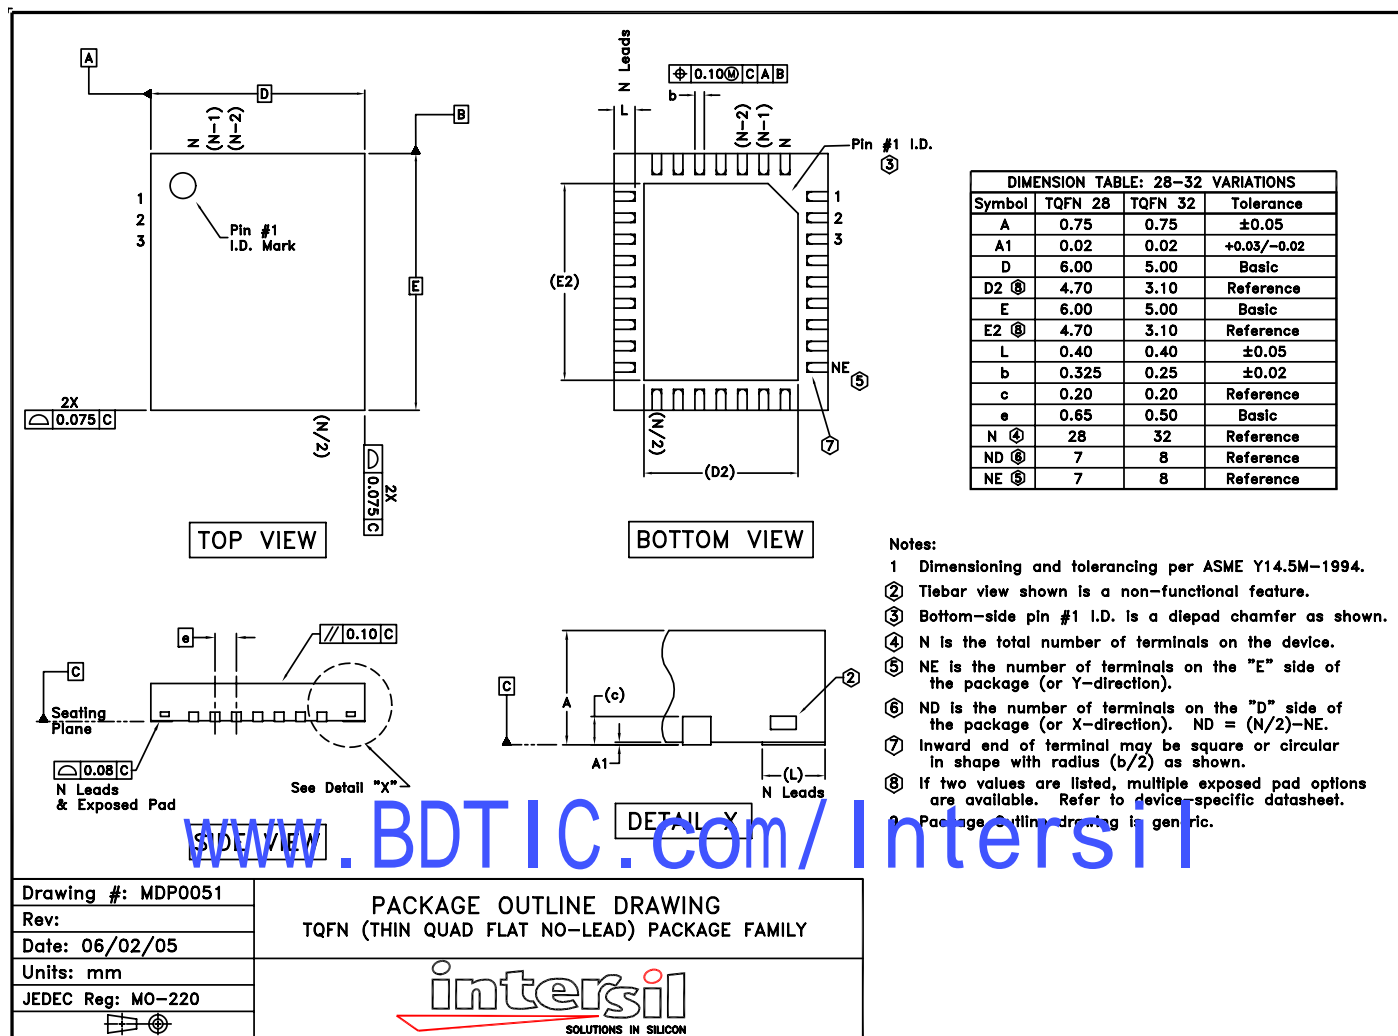 A
D
B
N
(N-1)
(N-2)
1
2
3
Pin #1
I.D. Mark
E
2X
0.075 C
(N/2)
2X
0.075 C
TOP VIEW
N Leads
L
b
0.10Ⓜ C A B
(N-2)
(N-1)
N
Pin #1 I.D.
3
1
2
3
(E2)
NE
5
7
(N/2)
(D2)
BOTTOM VIEW
DIMENSION TABLE: 28-32 VARIATIONS
Symbol TQFN 28 TQFN 32 Tolerance
A 0.75 0.75 ±0.05
A1 0.02 0.02 +0.03/-0.02
D 6.00 5.00 Basic
D2 8 4.70 3.10 Reference
E 6.00 5.00 Basic
E2 8 4.70 3.10 Reference
L 0.40 0.40 ±0.05
b 0.325 0.25 ±0.02
c 0.20 0.20 Reference
e 0.65 0.50 Basic
N 4 28 32 Reference
ND 6 7 8 Reference
NE 5 7 8 Reference
Notes:
1 Dimensioning and tolerancing per ASME Y14.5M-1994.
2 Tiebar view shown is a non-functional feature.
3 Bottom-side pin #1 I.D. is a diepad chamfer as shown.
4 N is the total number of terminals on the device.
5 NE is the number of terminals on the "E" side of
the package (or Y-direction).
6 ND is the number of terminals on the "D" side of
the package (or X-direction). ND = (N/2)-NE.
7 Inward end of terminal may be square or circular
in shape with radius (b/2) as shown.
8 If two values are listed, multiple exposed pad options
are available. Refer to device-specific datasheet.
9 Package Outline drawing is generic.
e
// 0.10 C
C
Seating
Plane
0.08 C
N Leads
& Exposed Pad
See Detail "X"
SIDE VIEW
C
A
(c)
A1
2
(L)
N Leads
DETAIL X
www.BDTIC.com/Intersil
Drawing #: MDP0051
Rev:
Date: 06/02/05
Units: mm
JEDEC Reg: MO-220
PACKAGE OUTLINE DRAWING
TQFN (THIN QUAD FLAT NO-LEAD) PACKAGE FAMILY
intersil
SOLUTIONS IN SILICON